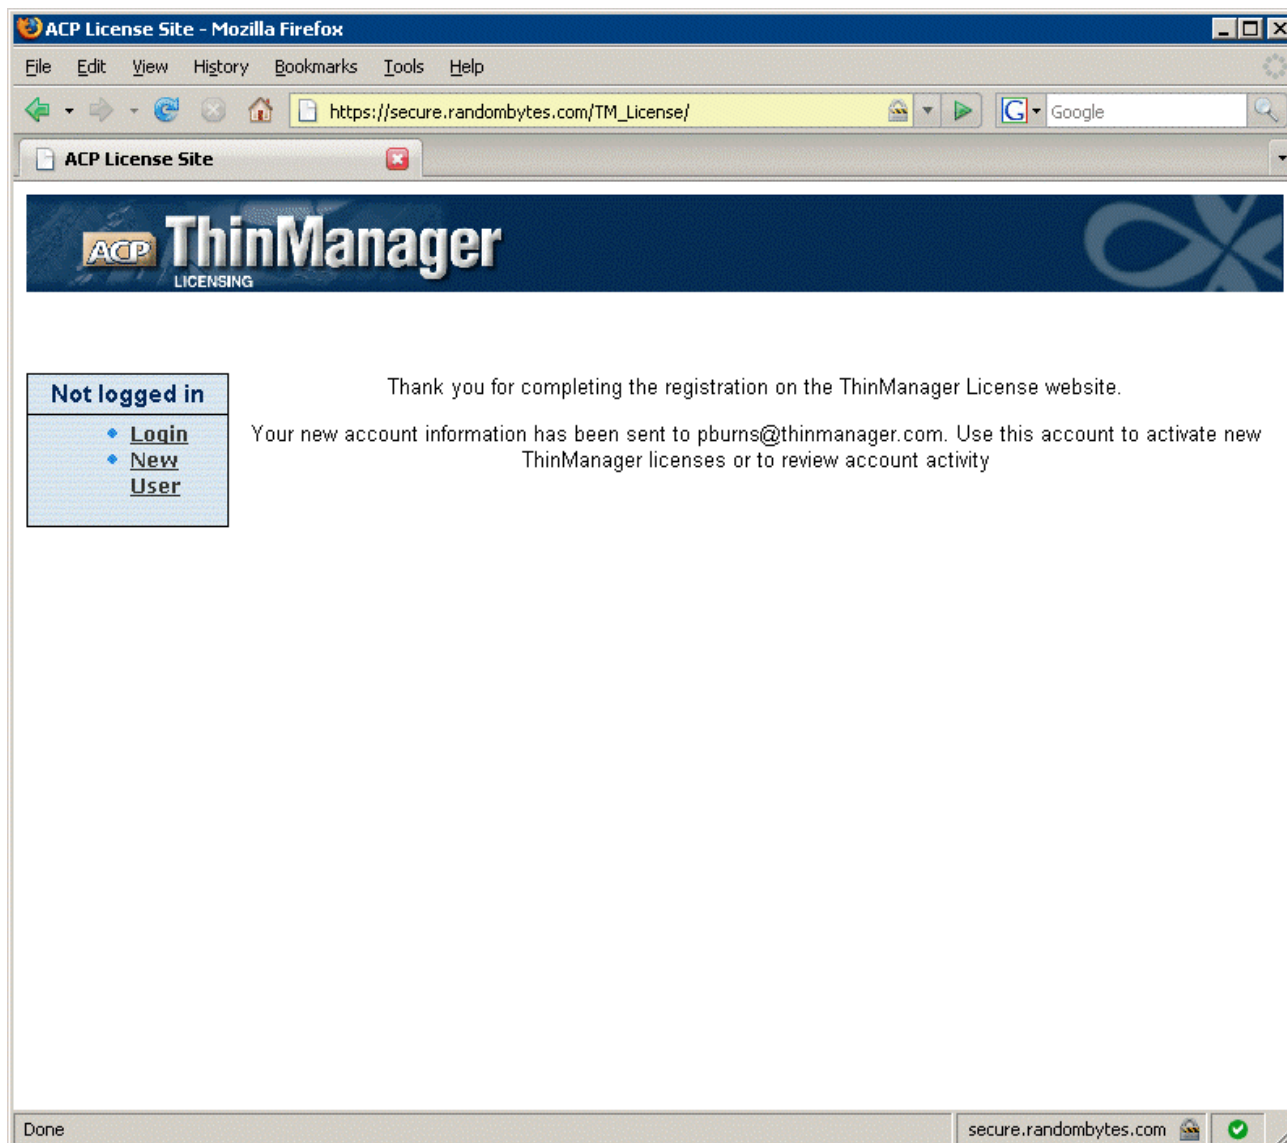 ACP License Site - Mozilla Firefox
File Edit View History Bookmarks Tools Help
https://secure.randombytes.com/TM_License/
G Google
ACP License Site
ACP ThinManager
LICENSING
Not logged in
Login
New
User
Thank you for completing the registration on the ThinManager License website.
Your new account information has been sent to pburns@thinmanager.com. Use this account to activate new
ThinManager licenses or to review account activity
Done
secure.randombytes.com